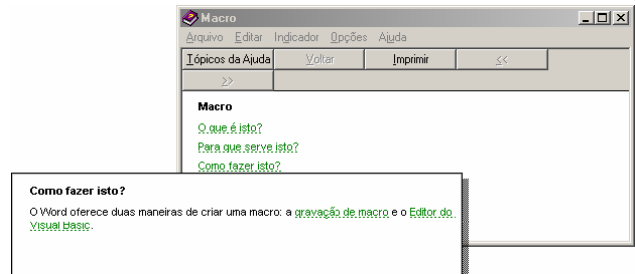 Macro
Arquivo Editar Indicador Opções Ajuda
Tópicos da Ajuda Voltar Imprimir <<
>>
Macro
O que é isto?
Para que serve isto?
Como fazer isto?
Como fazer isto?
O Word oferece duas maneiras de criar uma macro: a gravação de macro e o Editor do
Visual Basic.